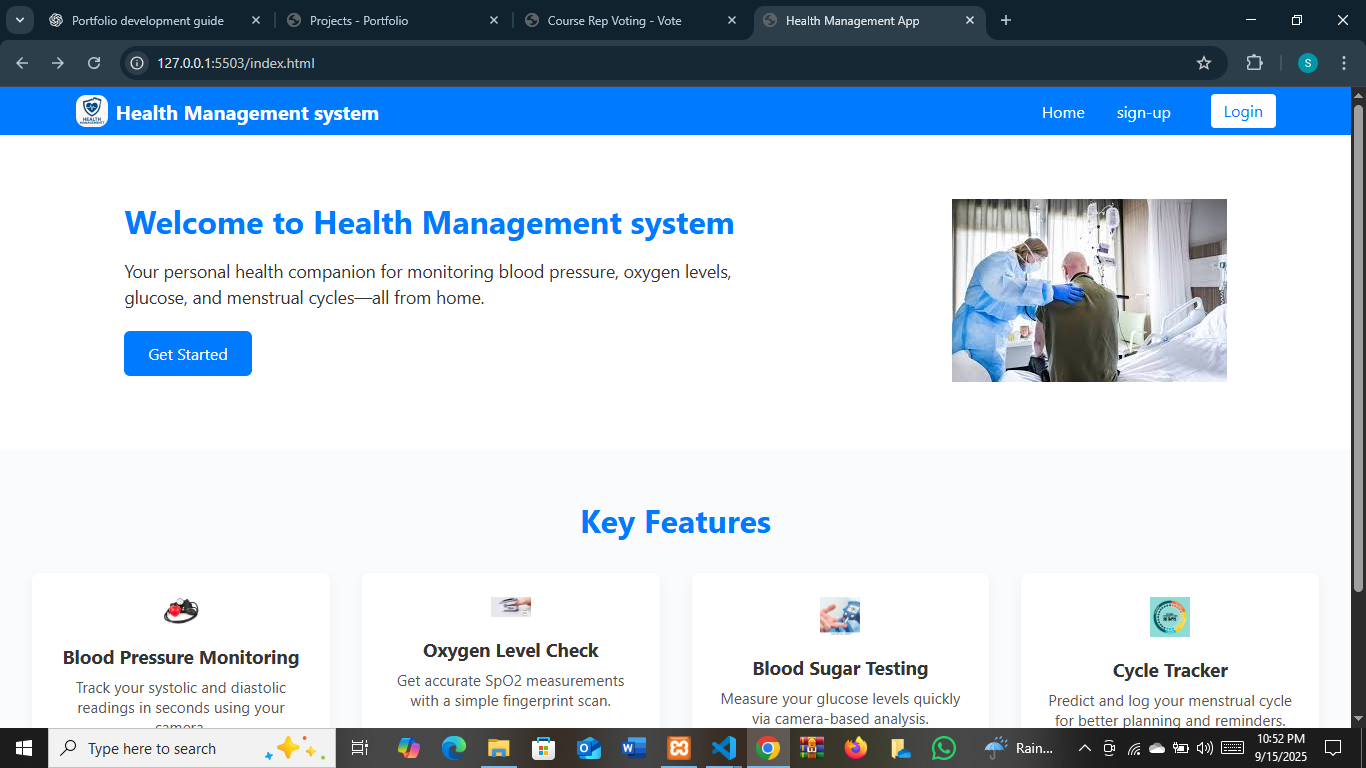 Portfolio development guide
Projects - Portfolio
Course Rep Voting - Vote
Health Management App
127.0.0.1:5503/index.html
S
HEALTH
Health Management system
Home
sign-up
Login
Welcome to Health Management system
Your personal health companion for monitoring blood pressure, oxygen levels,
glucose, and menstrual cycles—all from home.
Get Started
Key Features
Blood Pressure Monitoring
Track your systolic and diastolic
readings in seconds using your
camera.
Oxygen Level Check
Get accurate SpO2 measurements
with a simple fingerprint scan.
Blood Sugar Testing
Measure your glucose levels quickly
via camera-based analysis.
Cycle Tracker
Predict and log your menstrual cycle
for better planning and reminders.
Type here to search
Rain...
10:52 PM
9/15/2025